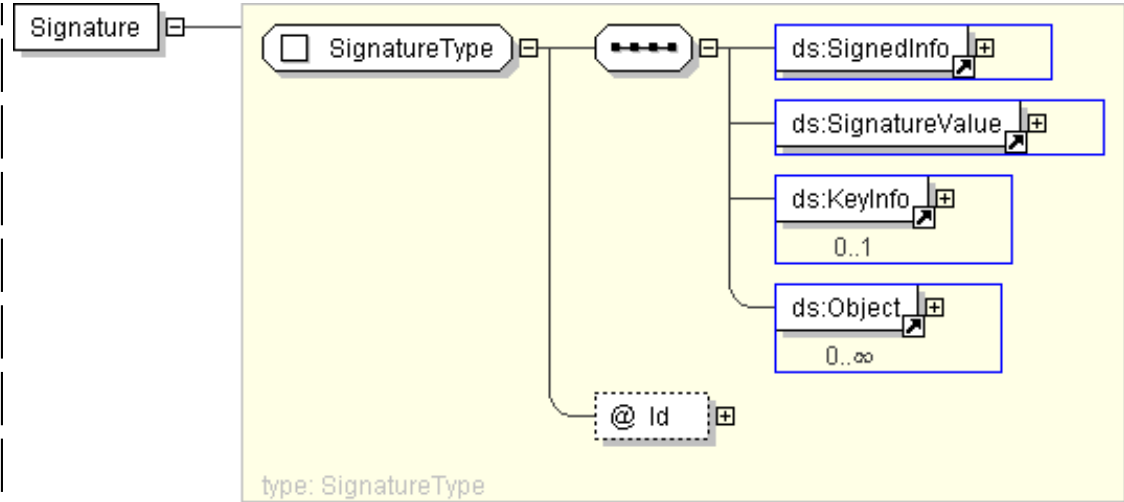 Signature
SignatureType
ds:SignedInfo
ds:SignatureValue
ds:KeyInfo
0..1
ds:Object
0..∞
@ Id
type: SignatureType